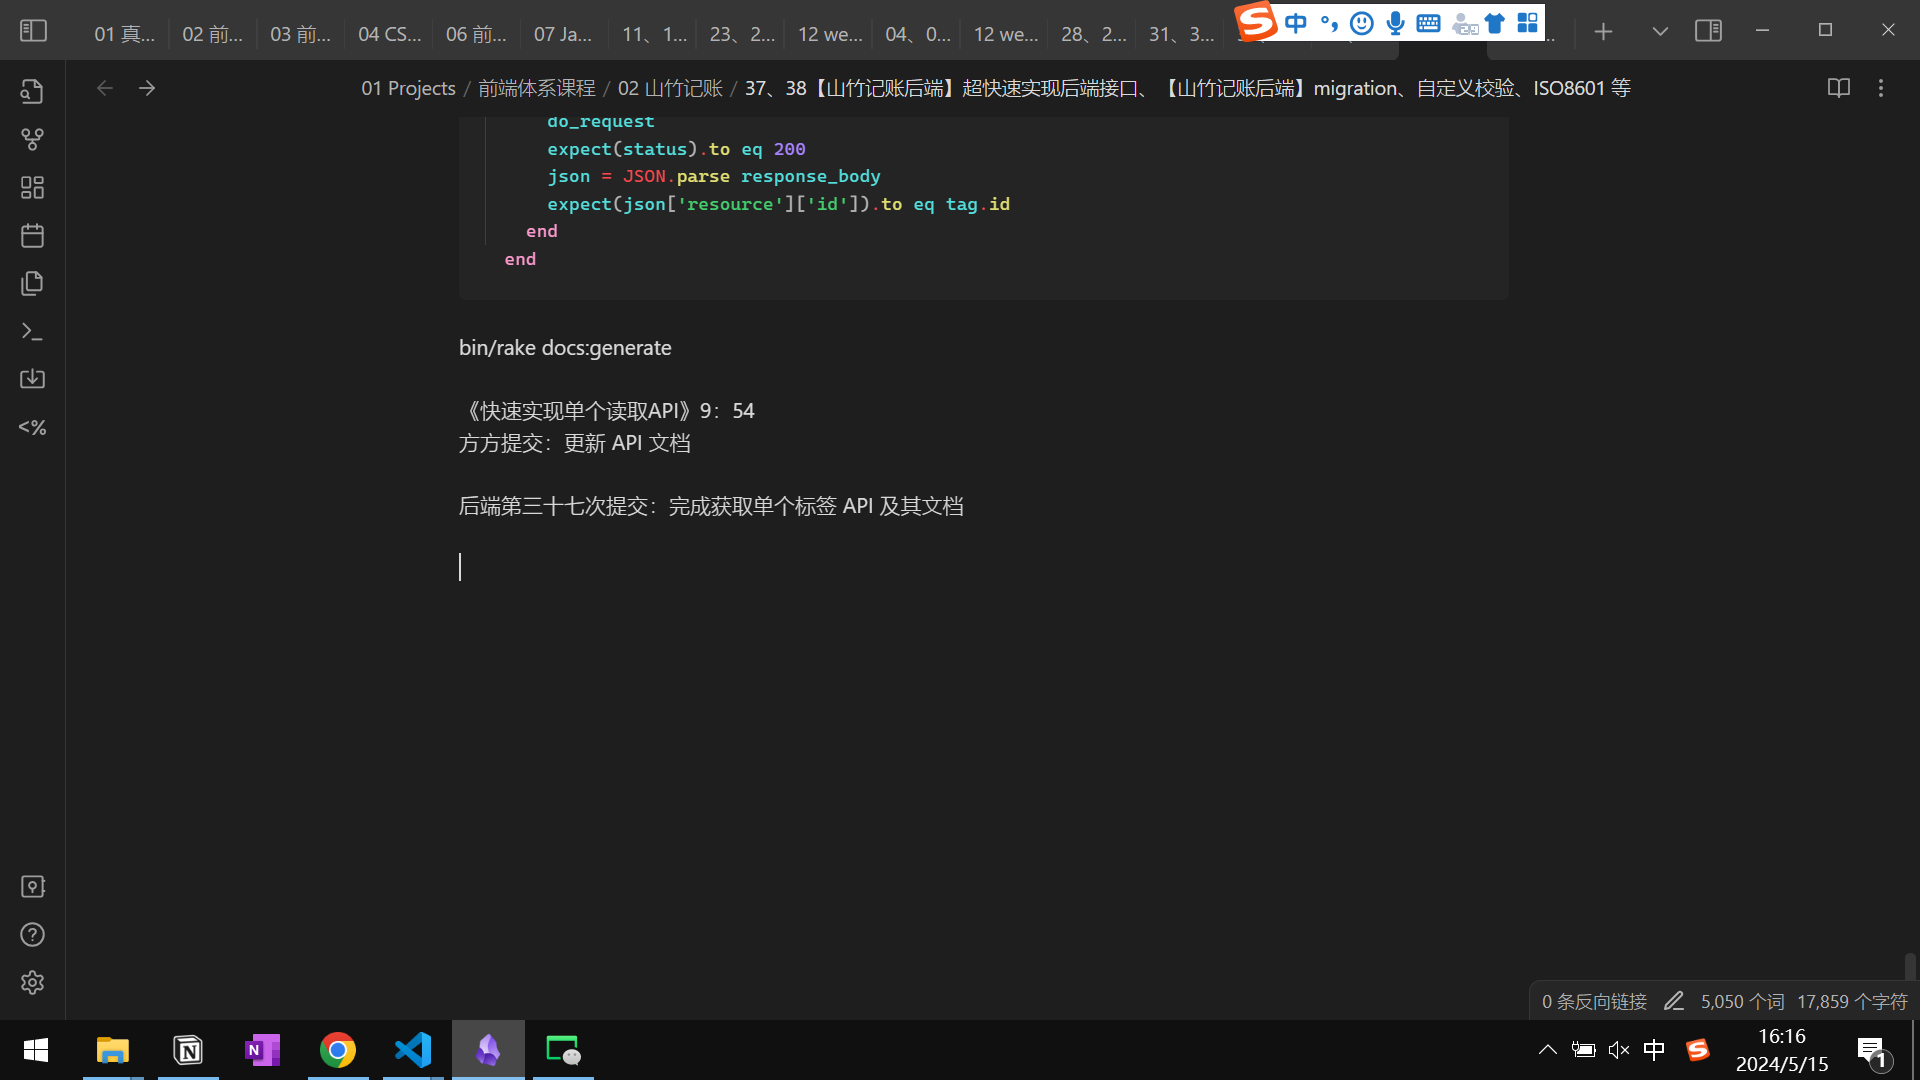 01 真...
02 前...
03 前...
04 CS...
06 前...
07 Ja...
11、1...
23、2...
12 we...
04、0...
12 we...
28、2...
31、3...
中
01 Projects / 前端体系课程 / 02 山竹记账 / 37、38【山竹记账后端】超快速实现后端接口、【山竹记账后端】migration、自定义校验、ISO8601 等
do_request
expect(status).to eq 200
json = JSON.parse response_body
expect(json['resource']['id']).to eq tag.id
end
end
bin/rake docs:generate
《快速实现单个读取API》9：54
方方提交：更新 API 文档
后端第三十七次提交：完成获取单个标签 API 及其文档
<%
0 条反向链接
5,050 个词
17,859 个字符
中
16:16
2024/5/15
1